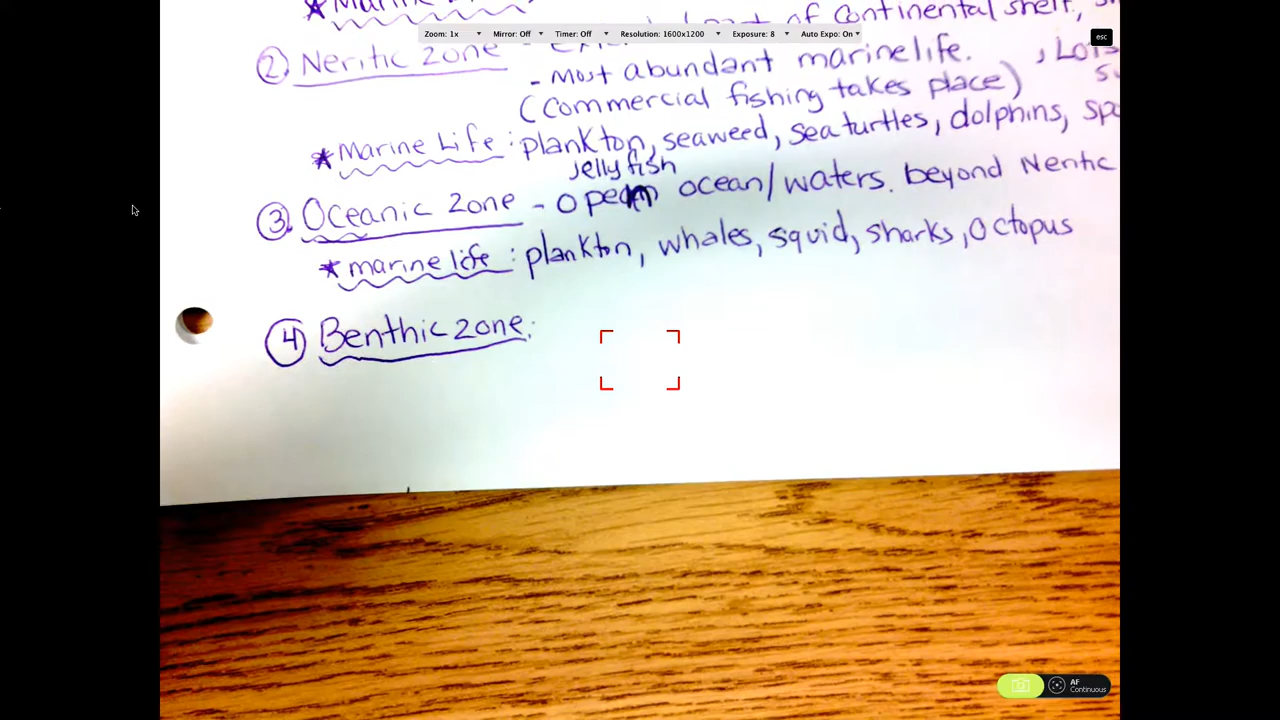 of continental shelf,
Zoom: 1x Mirror: Off Timer: Off Resolution: 1600x1200 Exposure: 8 Auto Expo: On esc
② Neritic zone -
- Most abundant marine life. , Lots
(Commercial fishing takes place)
* Marine Life : plankton, seaweed, sea turtles, dolphins,
Jelly fish
③ Oceanic zone - open ocean/waters. beyond Neritic
* marine life : plankton, whales, squid, sharks, Octopus
④ Benthic zone:
AF
Continuous